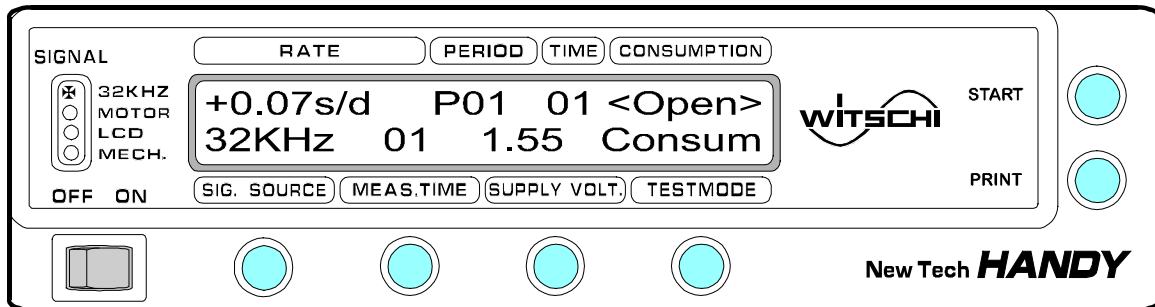 SIGNAL
32KHZ
MOTOR
LCD
MECH.
OFF ON
RATE PERIOD TIME CONSUMPTION
+0.07s/d P01 01 <Open>
32KHz 01 1.55 Consum
SIG. SOURCE MEAS.TIME SUPPLY VOLT. TESTMODE
WITSCHI
START
PRINT
New Tech HANDY